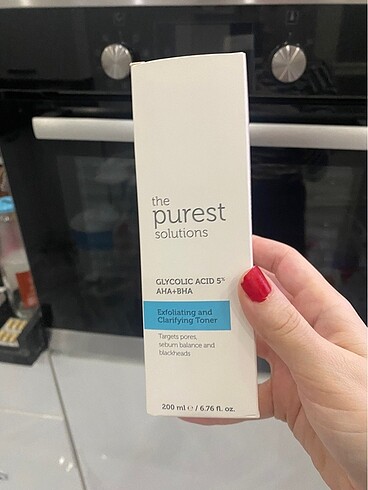 the
purest
solutions
GLYCOLIC ACID 5%
AHA+BHA
Exfoliating and
Clarifying Toner
Targets pores,
sebum balance and
blackheads
200 ml ℮ / 6.76 fl. oz.